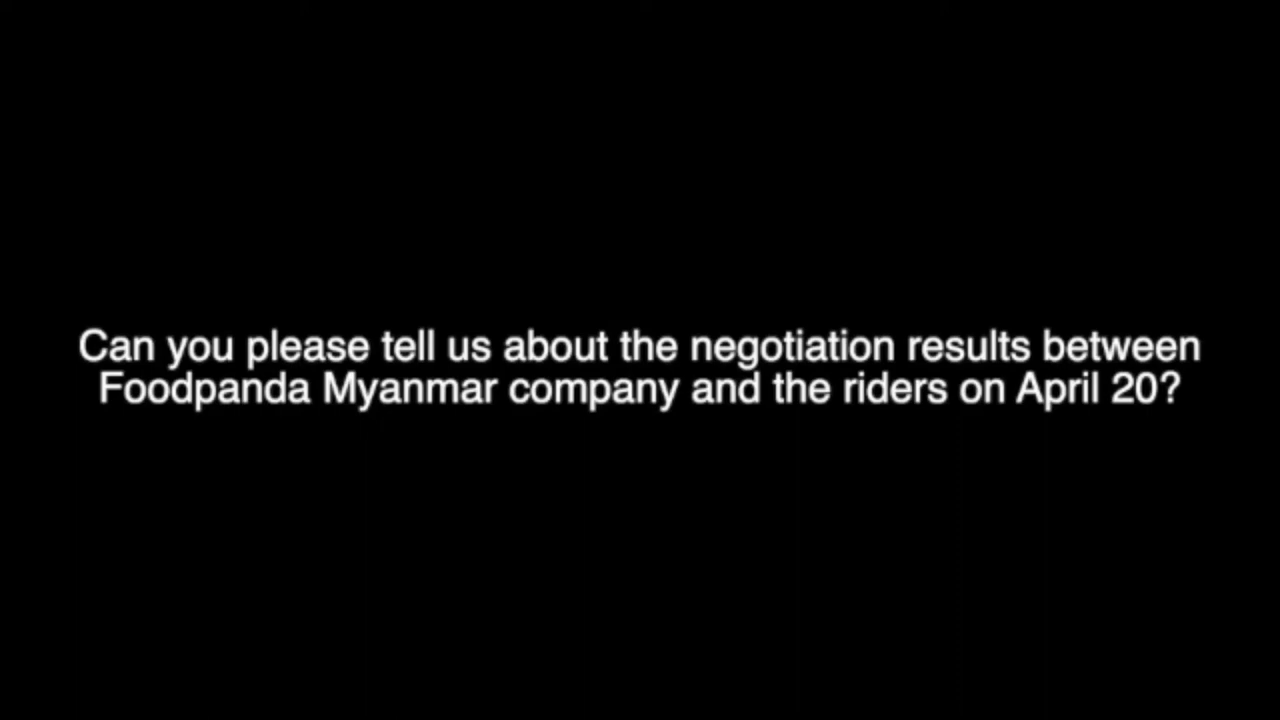 Can you please tell us about the negotiation results between
Foodpanda Myanmar company and the riders on April 20?